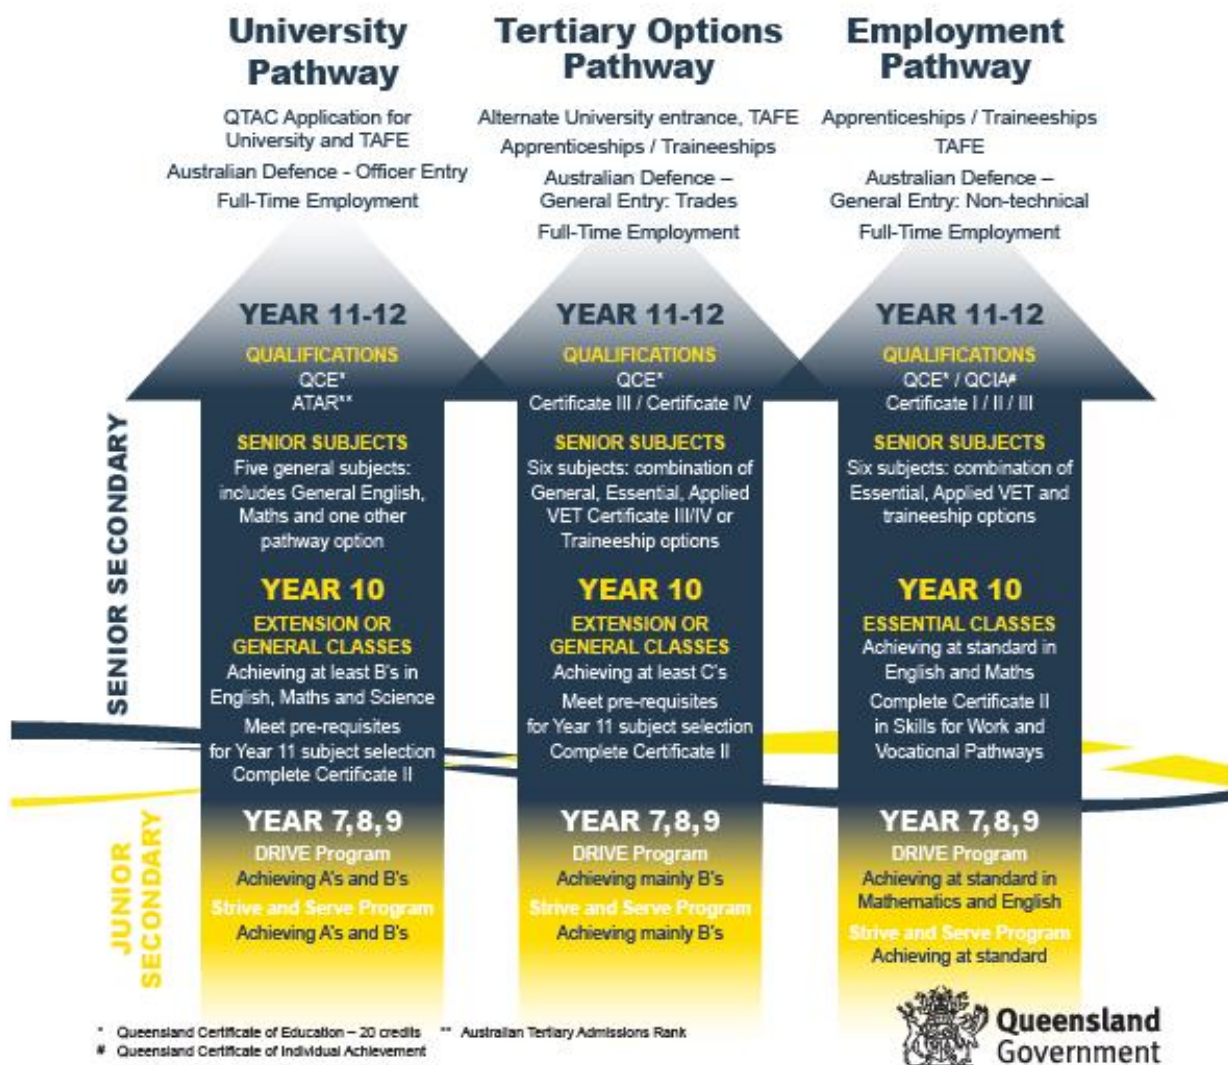 University
Pathway
QTAC Application for
University and TAFE
Australian Defence - Officer Entry
Full-Time Employment
Tertiary Options
Pathway
Alternate University entrance, TAFE
Apprenticeships / Traineeships
Australian Defence –
General Entry: Trades
Full-Time Employment
Employment
Pathway
Apprenticeships / Traineeships
TAFE
Australian Defence –
General Entry: Non-technical
Full-Time Employment
SENIOR SECONDARY
YEAR 11-12
QUALIFICATIONS
QCE*
ATAR**
SENIOR SUBJECTS
Five general subjects:
includes General English,
Maths and one other
pathway option
YEAR 10
EXTENSION OR
GENERAL CLASSES
Achieving at least B's in
English, Maths and Science
Meet pre-requisites
for Year 11 subject selection
Complete Certificate II
YEAR 11-12
QUALIFICATIONS
QCE*
Certificate III / Certificate IV
SENIOR SUBJECTS
Six subjects: combination of
General, Essential, Applied
VET Certificate III/IV or
Traineeship options
YEAR 10
EXTENSION OR
GENERAL CLASSES
Achieving at least C's
Meet pre-requisites
for Year 11 subject selection
Complete Certificate II
YEAR 11-12
QUALIFICATIONS
QCE* / QCIA#
Certificate I / II / III
SENIOR SUBJECTS
Six subjects: combination of
Essential, Applied VET and
traineeship options
YEAR 10
ESSENTIAL CLASSES
Achieving at standard in
English and Maths
Complete Certificate II
in Skills for Work and
Vocational Pathways
JUNIOR
SECONDARY
YEAR 7,8,9
DRIVE Program
Achieving A's and B's
Strive and Serve Program
Achieving A's and B's
YEAR 7,8,9
DRIVE Program
Achieving mainly B's
Strive and Serve Program
Achieving mainly B's
YEAR 7,8,9
DRIVE Program
Achieving at standard in
Mathematics and English
Strive and Serve Program
Achieving at standard
* Queensland Certificate of Education – 20 credits ** Australian Tertiary Admissions Rank
# Queensland Certificate of Individual Achievement
Queensland
Government